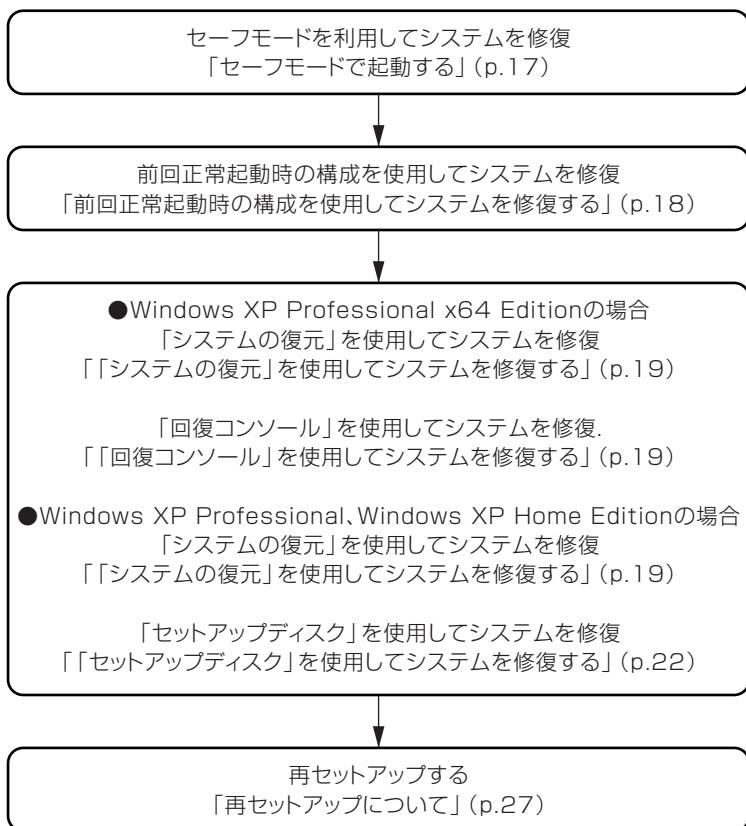 セーフモードを利用してシステムを修復
「セーフモードで起動する」(p.17)
前回正常起動時の構成を使用してシステムを修復
「前回正常起動時の構成を使用してシステムを修復する」(p.18)
●Windows XP Professional x64 Editionの場合
「システムの復元」を使用してシステムを修復
「「システムの復元」を使用してシステムを修復する」(p.19)
「回復コンソール」を使用してシステムを修復.
「「回復コンソール」を使用してシステムを修復する」(p.19)
●Windows XP Professional、Windows XP Home Editionの場合
「システムの復元」を使用してシステムを修復
「「システムの復元」を使用してシステムを修復する」(p.19)
「セットアップディスク」を使用してシステムを修復
「「セットアップディスク」を使用してシステムを修復する」(p.22)
再セットアップする
「再セットアップについて」(p.27)